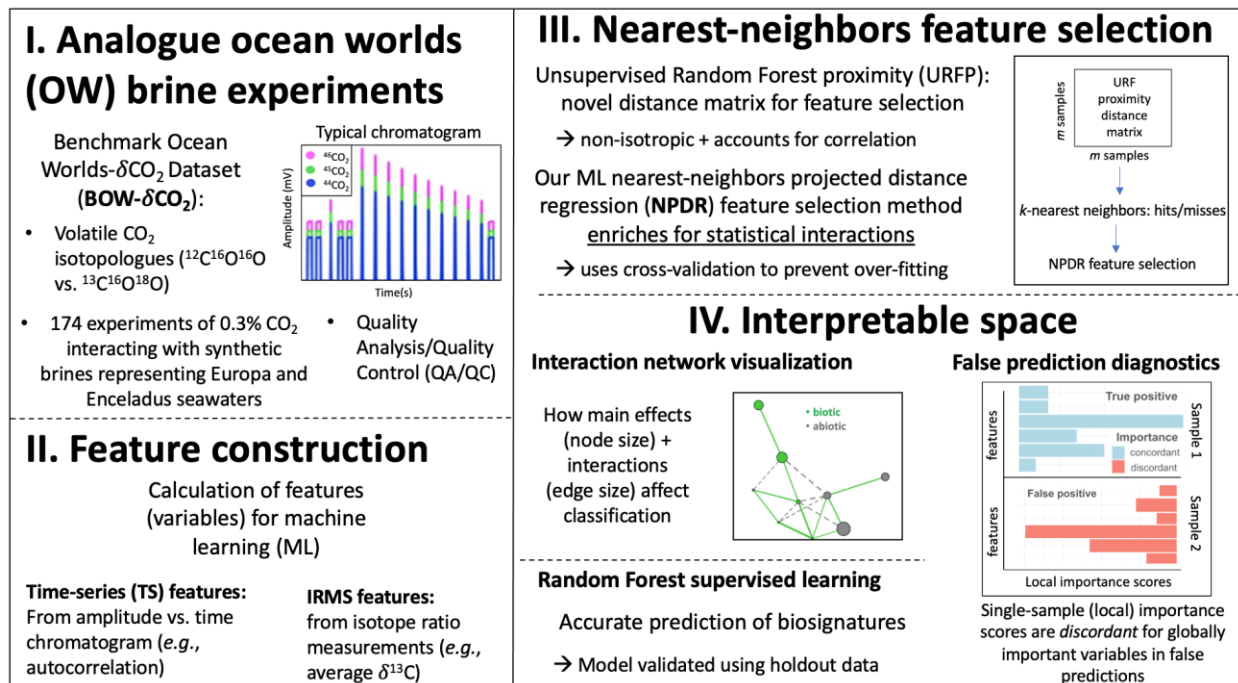 I. Analogue ocean worlds
(OW) brine experiments
Benchmark Ocean
Worlds-δCO₂ Dataset
(BOW-δCO₂):
• Volatile CO₂
isotopologues (¹²C¹⁶O¹⁶O
vs. ¹³C¹⁶O¹⁸O)
• 174 experiments of 0.3% CO₂
interacting with synthetic
brines representing Europa and
Enceladus seawaters
Typical chromatogram
⁴⁶CO₂
⁴⁵CO₂
⁴⁴CO₂
Amplitude (mV)
Time(s)
• Quality
Analysis/Quality
Control (QA/QC)
II. Feature construction
Calculation of features
(variables) for machine
learning (ML)
Time-series (TS) features:
From amplitude vs. time
chromatogram (e.g.,
autocorrelation)
IRMS features:
from isotope ratio
measurements (e.g.,
average δ¹³C)
III. Nearest-neighbors feature selection
Unsupervised Random Forest proximity (URFP):
novel distance matrix for feature selection
→ non-isotropic + accounts for correlation
Our ML nearest-neighbors projected distance
regression (NPDR) feature selection method
enriches for statistical interactions
→ uses cross-validation to prevent over-fitting
m samples
URF
proximity
distance
matrix
m samples
k-nearest neighbors: hits/misses
NPDR feature selection
IV. Interpretable space
Interaction network visualization
How main effects
(node size) +
interactions
(edge size) affect
classification
biotic
abiotic
Random Forest supervised learning
Accurate prediction of biosignatures
→ Model validated using holdout data
False prediction diagnostics
features
True positive
Importance
concordant
discordant
Sample 1
features
False positive
Sample 2
Local importance scores
Single-sample (local) importance
scores are discordant for globally
important variables in false
predictions